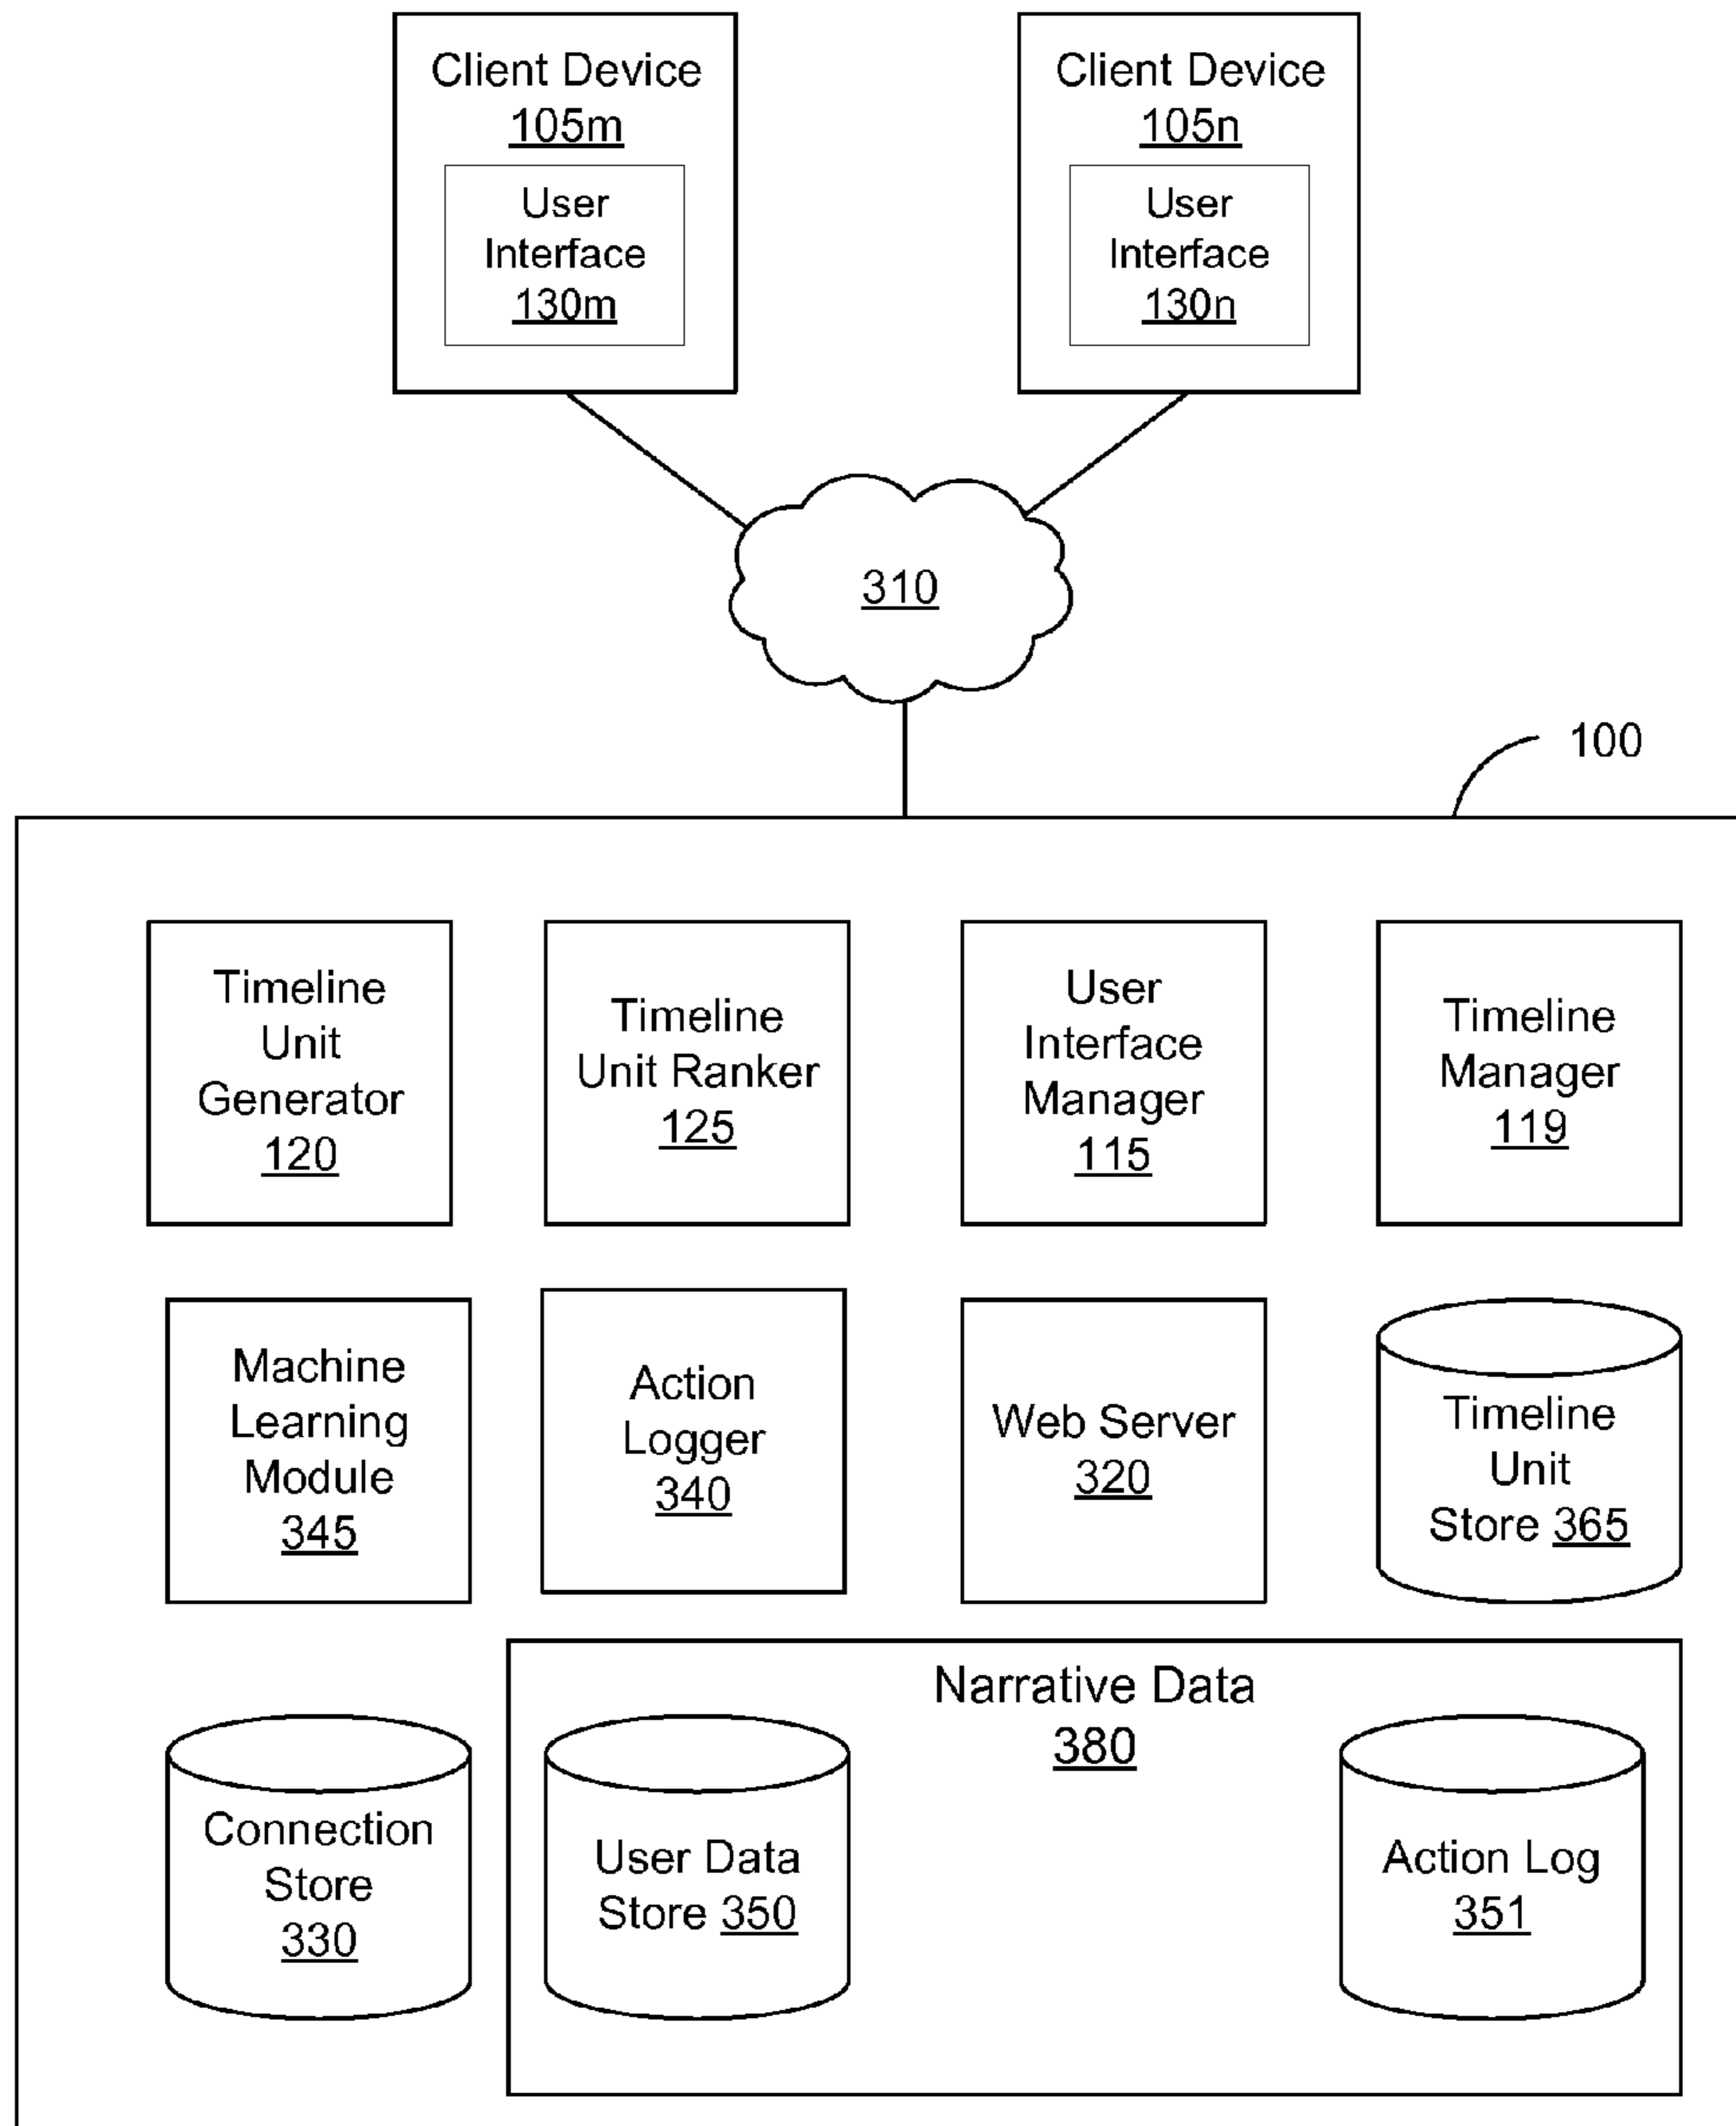 Client Device
105m
User
Interface
130m
Client Device
105n
User
Interface
130n
310
100
Timeline
Unit
Generator
120
Timeline
Unit Ranker
125
User
Interface
Manager
115
Timeline
Manager
119
Machine
Learning
Module
345
Action
Logger
340
Web Server
320
Timeline
Unit
Store 365
Connection
Store
330
Narrative Data
380
User Data
Store 350
Action Log
351